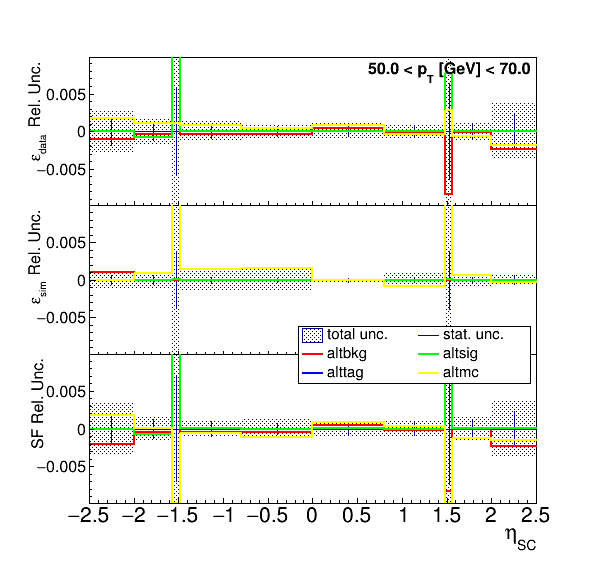 50.0 < p_T [GeV] < 70.0
ε_data Rel. Unc.
0.005
0
−0.005
ε_sim Rel. Unc.
0.005
0
−0.005
total unc. stat. unc.
altbkg altsig
alttag altmc
SF Rel. Unc.
0.005
0
−0.005
−2.5 −2 −1.5 −1 −0.5 0 0.5 1 1.5 2 2.5
η_SC